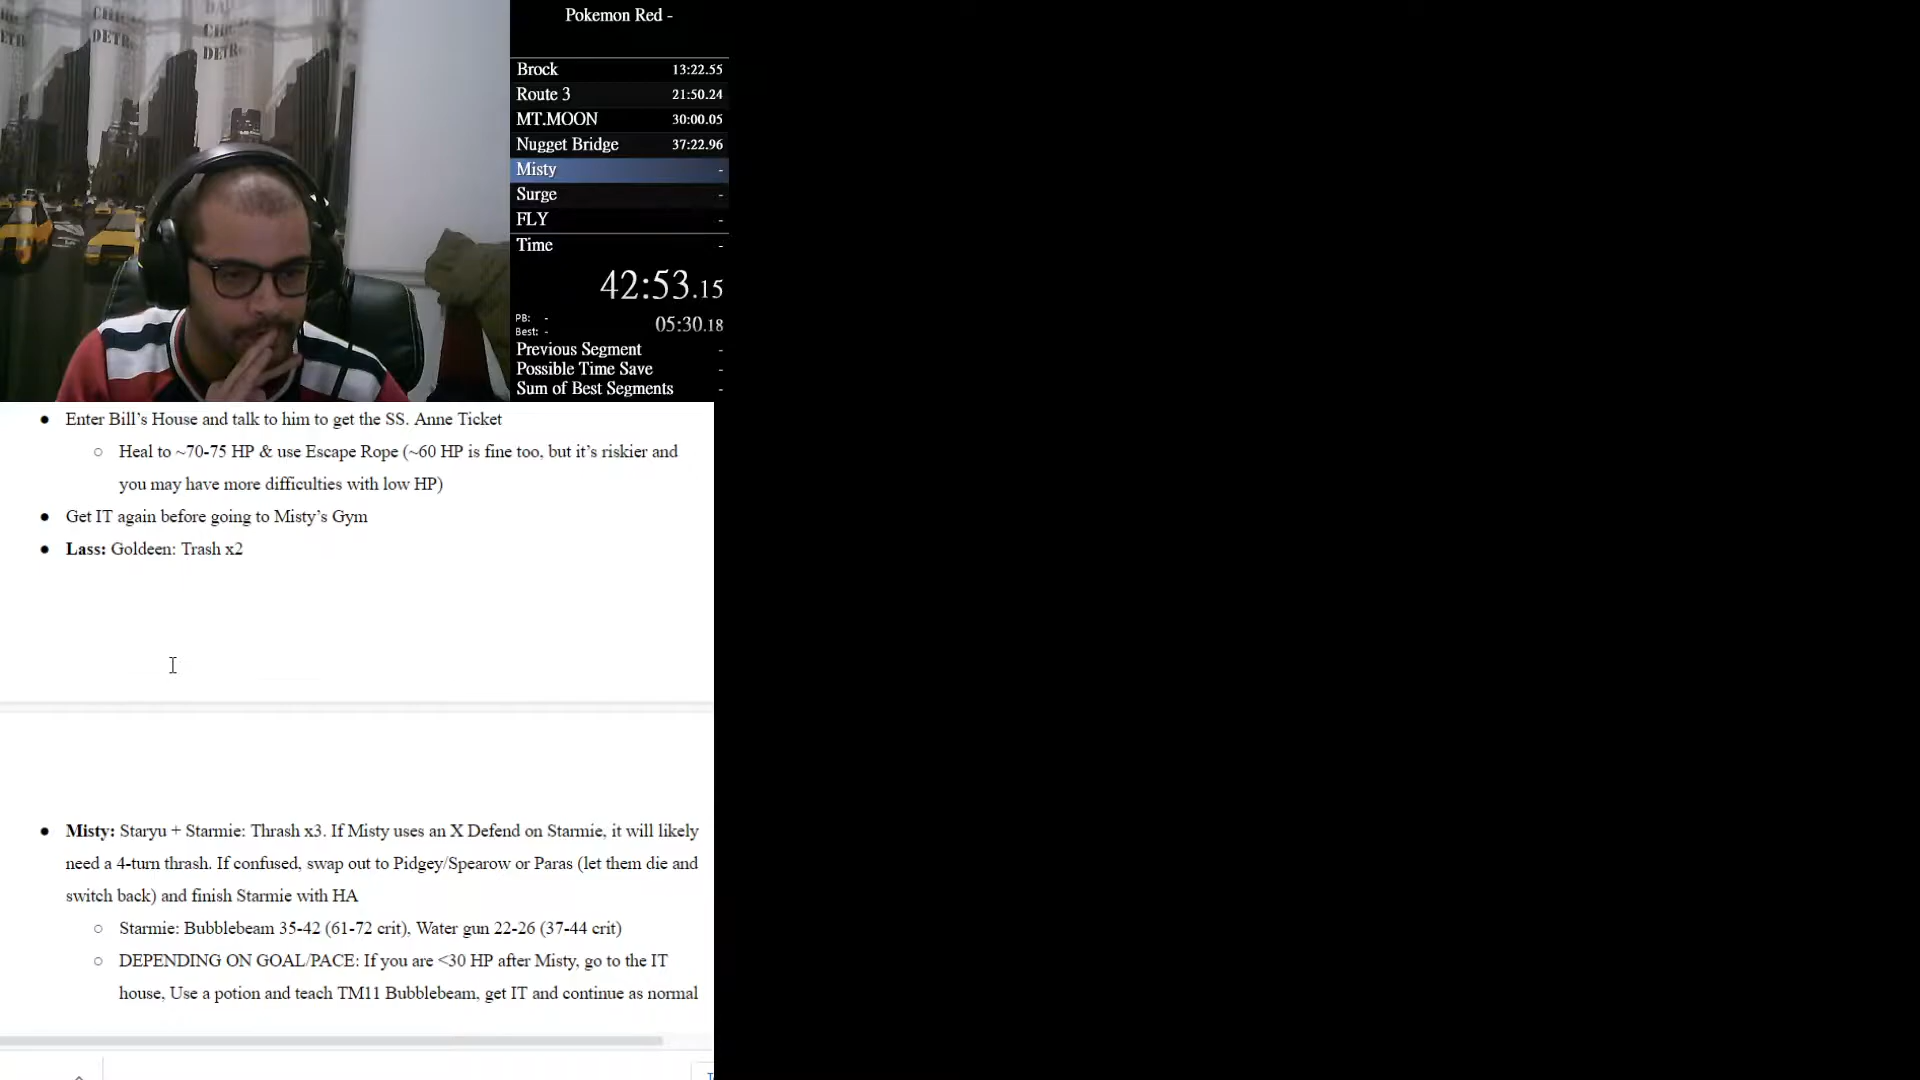 CHIC
DETR
CHIC
DETR
Pokemon Red -
Brock 13:22.55
Route 3 21:50.24
MT.MOON 30:00.05
Nugget Bridge 37:22.96
Misty -
Surge -
FLY -
Time -
42:53.15
PB: -
Best: -
05:30.18
Previous Segment -
Possible Time Save -
Sum of Best Segments -
● Enter Bill’s House and talk to him to get the SS. Anne Ticket
○ Heal to ~70-75 HP & use Escape Rope (~60 HP is fine too, but it’s riskier and
you may have more difficulties with low HP)
● Get IT again before going to Misty’s Gym
● Lass: Goldeen: Trash x2
● Misty: Staryu + Starmie: Thrash x3. If Misty uses an X Defend on Starmie, it will likely
need a 4-turn thrash. If confused, swap out to Pidgey/Spearow or Paras (let them die and
switch back) and finish Starmie with HA
○ Starmie: Bubblebeam 35-42 (61-72 crit), Water gun 22-26 (37-44 crit)
○ DEPENDING ON GOAL/PACE: If you are <30 HP after Misty, go to the IT
house, Use a potion and teach TM11 Bubblebeam, get IT and continue as normal